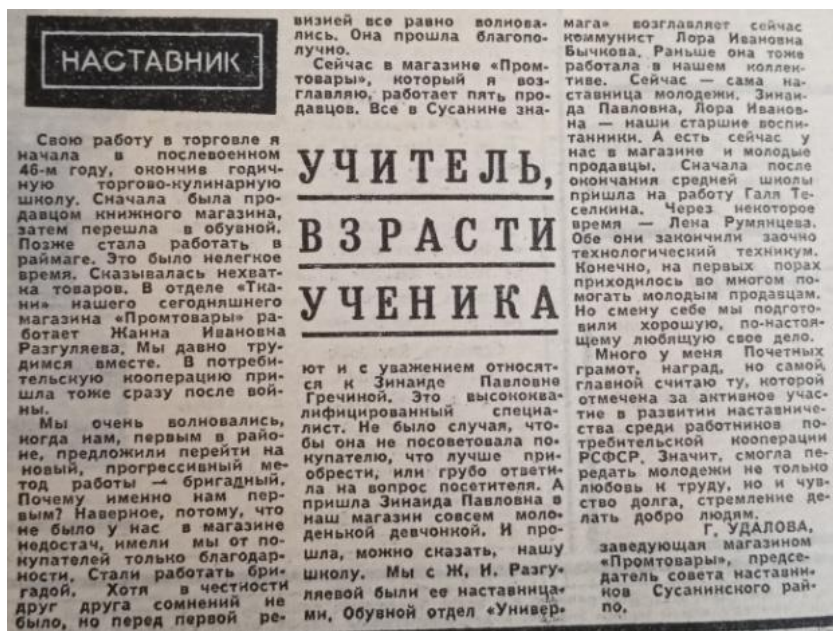 НАСТАВНИК
Свою работу в торговле я
начала в послевоенном
46-м году, окончив годич-
ную торгово-кулинарную
школу. Сначала была про-
давцом книжного магазина,
затем перешла в обувной.
Позже стала работать в
раймаге. Это было нелегкое
время. Сказывалась нехват-
ка товаров. В отделе «Тка-
ни» нашего сегодняшнего
магазина «Промтовары» ра-
ботает Жанна Ивановна
Разгуляева. Мы давно тру-
димся вместе. В потреби-
тельскую кооперацию при-
шла тоже сразу после вой-
ны.
Мы очень волновались,
когда нам, первым в райо-
не, предложили перейти на
новый, прогрессивный ме-
тод работы — бригадный.
Почему именно нам пер-
вым? Наверное, потому, что
не было у нас в магазине
недостач, имели мы от по-
купателей только благодар-
ности. Стали работать бри-
гадой. Хотя в честности
друг друга сомнений не
было, но перед первой ре-
визией все равно волнова-
лись. Она прошла благопо-
лучно.
Сейчас в магазине «Пром-
товары», который я воз-
главляю, работает пять про-
давцов. Все в Сусанине зна-
УЧИТЕЛЬ,
ВЗРАСТИ
УЧЕНИКА
ют и с уважением относят-
ся к Зинаиде Павловне
Гречиной. Это высококва-
лифицированный специа-
лист. Не было случая, что-
бы она не посоветовала по-
купателю, что лучше при-
обрести, или грубо ответи-
ла на вопрос посетителя. А
пришла Зинаида Павловна в
наш магазин совсем моло-
денькой девчонкой. И про-
шла, можно сказать, нашу
школу. Мы с Ж. И. Разгу-
ляевой были ее наставница-
ми, Обувной отдел «Универ-
мага» возглавляет сейчас
коммунист Лора Ивановна
Бычкова. Раньше она тоже
работала в нашем коллек-
тиве. Сейчас — сама на-
ставница молодежи. Зинаи-
да Павловна, Лора Иванов-
на — наши старшие воспи-
танники. А есть сейчас у
нас в магазине и молодые
продавцы. Сначала после
окончания средней школы
пришла на работу Галя Те-
селкина. Через некоторое
время — Лена Румянцева.
Обе они закончили заочно
технологический техникум.
Конечно, на первых порах
приходилось во многом по-
могать молодым продавцам.
Но смену себе мы подгото-
вили хорошую, по-настоя-
щему любящую свое дело.
Много у меня Почетных
грамот, наград, но самой
главной считаю ту, которой
отмечена за активное учас-
тие в развитии наставниче-
ства среди работников по-
требительской кооперации
РСФСР. Значит, смогла пе-
редать молодежи не только
любовь к труду, но и чув-
ство долга, стремление де-
лать добро людям.
Г. УДАЛОВА,
заведующая магазином
«Промтовары», предсе-
датель совета наставни-
ков Сусанинского рай-
по.